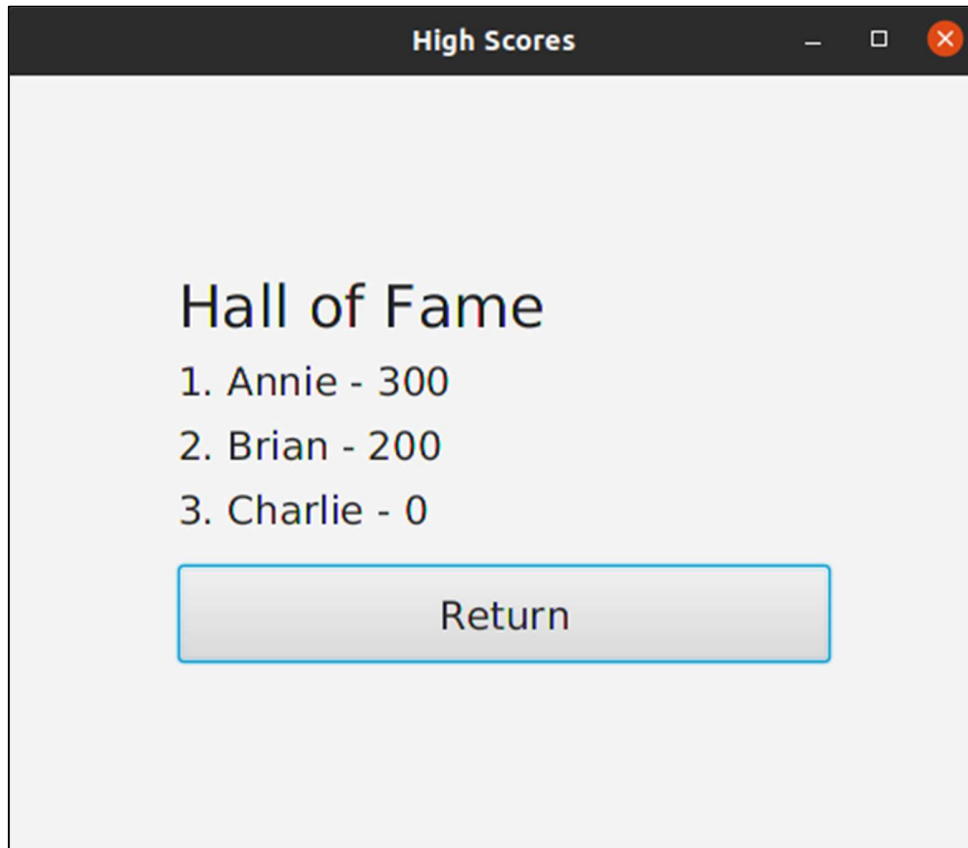 High Scores
Hall of Fame
1. Annie - 300
2. Brian - 200
3. Charlie - 0
Return